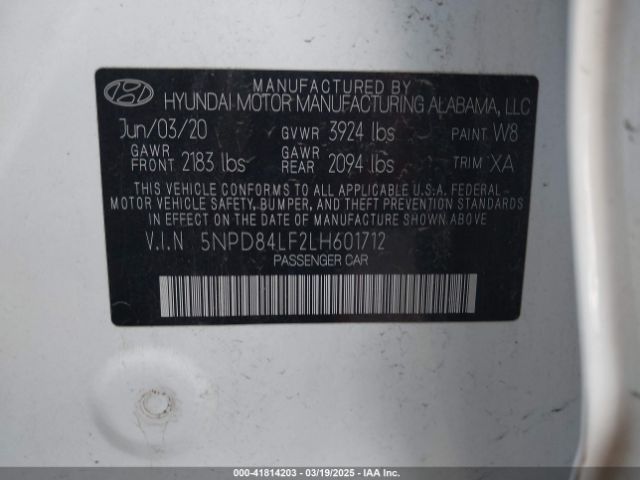 MANUFACTURED BY
HYUNDAI MOTOR MANUFACTURING ALABAMA, LLC
Jun/03/20 GVWR 3924 lbs PAINT W8
GAWR FRONT 2183 lbs GAWR REAR 2094 lbs TRIM XA
THIS VEHICLE CONFORMS TO ALL APPLICABLE U.S.A. FEDERAL
MOTOR VEHICLE SAFETY, BUMPER, AND THEFT PREVENTION STANDARDS
IN EFFECT ON THE DATE OF MANUFACTURE SHOWN ABOVE.
V.I.N 5NPD84LF2LH601712
PASSENGER CAR
000-41814203 - 03/19/2025 - IAA Inc.